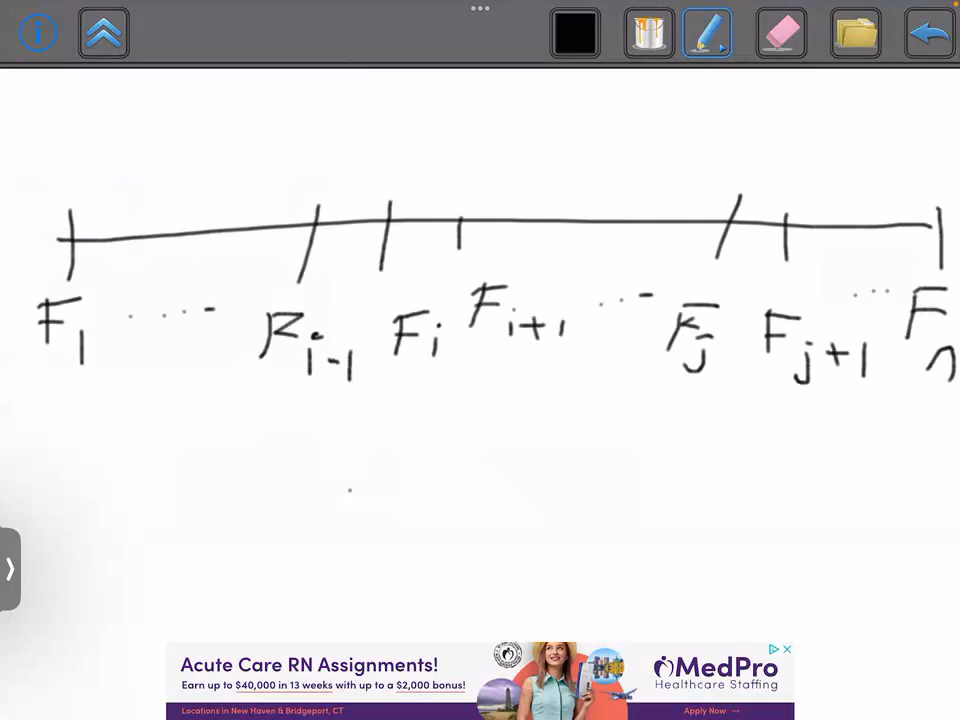 F1 .... Fi-1 Fi Fi+1 ... Fj Fj+1 ... Fn
Acute Care RN Assignments!
Earn up to $40,000 in 13 weeks with up to a $2,000 bonus!
Locations in New Haven & Bridgeport, CT
MedPro
Healthcare Staffing
Apply Now →